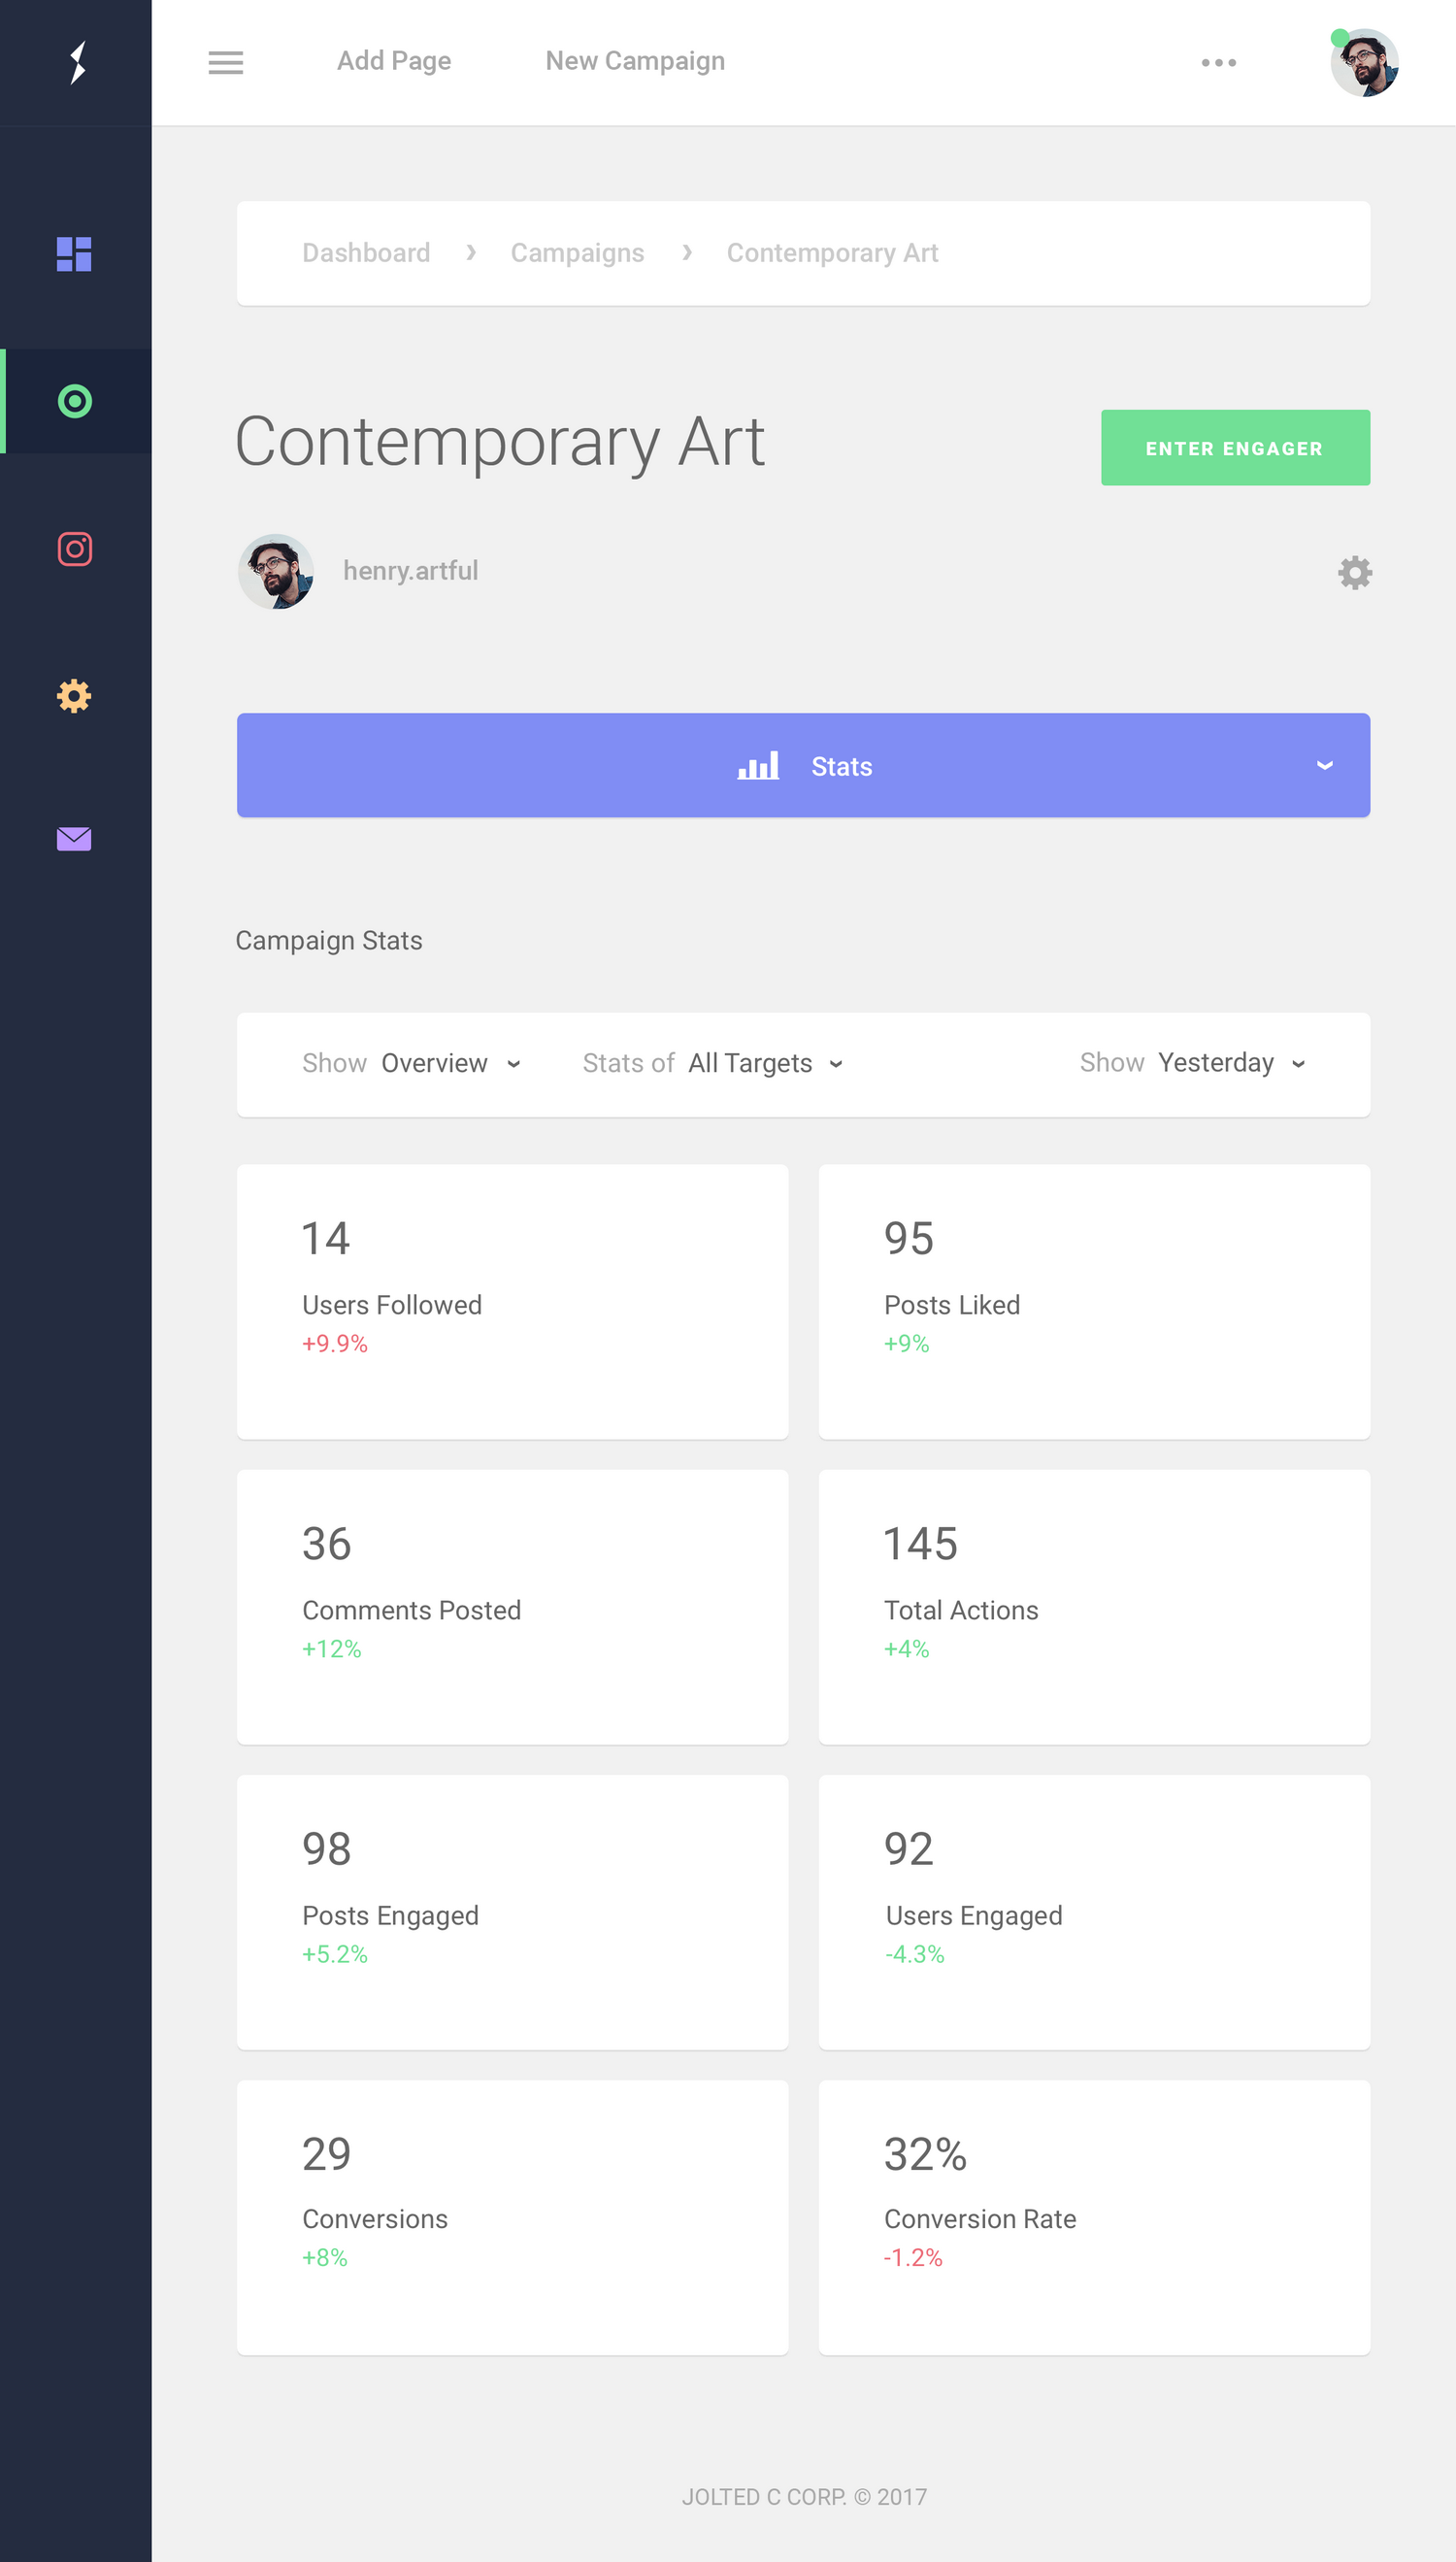 Add Page New Campaign
Dashboard › Campaigns › Contemporary Art
Contemporary Art
ENTER ENGAGER
henry.artful
Stats
Campaign Stats
Show Overview Stats of All Targets Show Yesterday
14
Users Followed
+9.9%
95
Posts Liked
+9%
36
Comments Posted
+12%
145
Total Actions
+4%
98
Posts Engaged
+5.2%
92
Users Engaged
-4.3%
29
Conversions
+8%
32%
Conversion Rate
-1.2%
JOLTED C CORP. © 2017